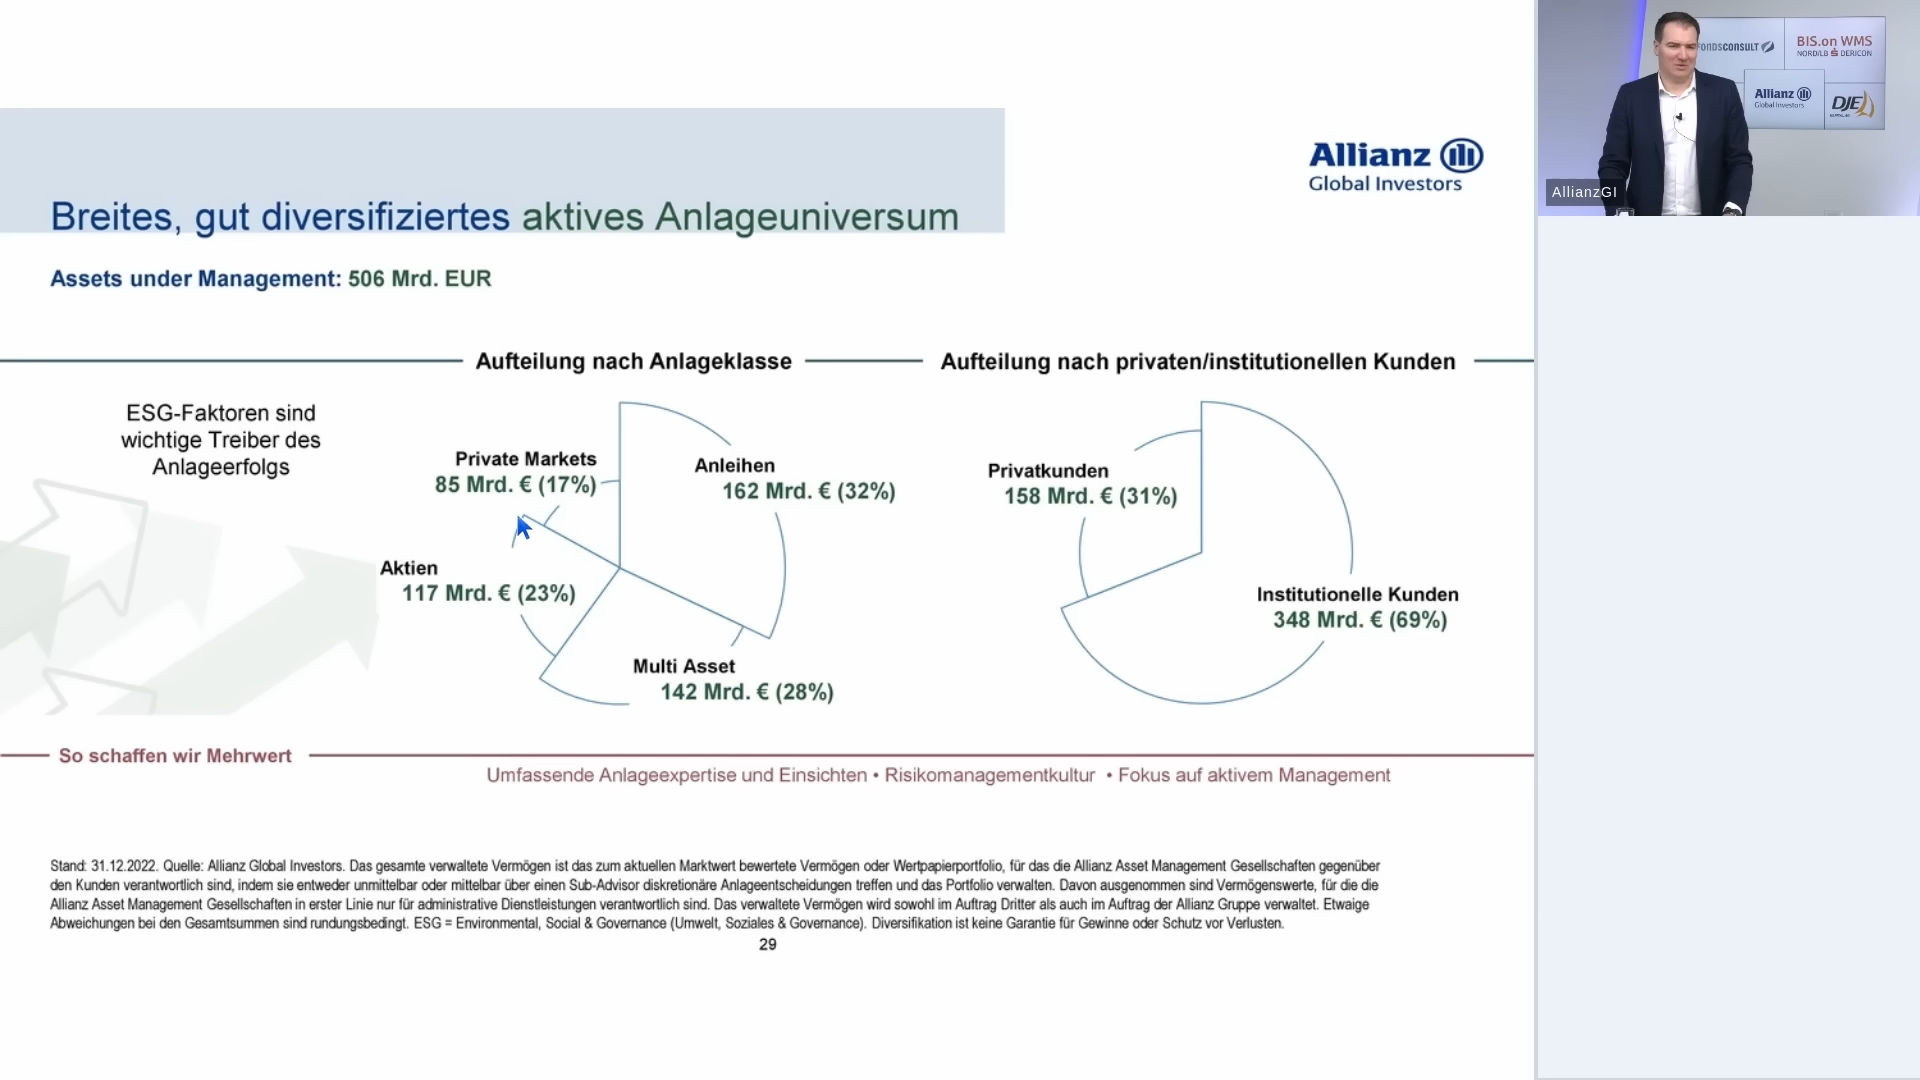 Breites, gut diversifiziertes aktives Anlageuniversum
Allianz
Global Investors
Assets under Management: 506 Mrd. EUR
Aufteilung nach Anlageklasse
Aufteilung nach privaten/institutionellen Kunden
ESG-Faktoren sind
wichtige Treiber des
Anlageerfolgs
Private Markets
85 Mrd. € (17%)
Anleihen
162 Mrd. € (32%)
Aktien
117 Mrd. € (23%)
Multi Asset
142 Mrd. € (28%)
Privatkunden
158 Mrd. € (31%)
Institutionelle Kunden
348 Mrd. € (69%)
So schaffen wir Mehrwert
Umfassende Anlageexpertise und Einsichten • Risikomanagementkultur • Fokus auf aktivem Management
Stand: 31.12.2022. Quelle: Allianz Global Investors. Das gesamte verwaltete Vermögen ist das zum aktuellen Marktwert bewertete Vermögen oder Wertpapierportfolio, für das die Allianz Asset Management Gesellschaften gegenüber
den Kunden verantwortlich sind, indem sie entweder unmittelbar oder mittelbar über einen Sub-Advisor diskretionäre Anlageentscheidungen treffen und das Portfolio verwalten. Davon ausgenommen sind Vermögenswerte, für die die
Allianz Asset Management Gesellschaften in erster Linie nur für administrative Dienstleistungen verantwortlich sind. Das verwaltete Vermögen wird sowohl im Auftrag Dritter als auch im Auftrag der Allianz Gruppe verwaltet. Etwaige
Abweichungen bei den Gesamtsummen sind rundungsbedingt. ESG = Environmental, Social & Governance (Umwelt, Soziales & Governance). Diversifikation ist keine Garantie für Gewinne oder Schutz vor Verlusten.
29
FONDSCONSULT
BIS.on WMS
NORD/LB DERICON
Allianz
Global Investors
DJE
AllianzGI